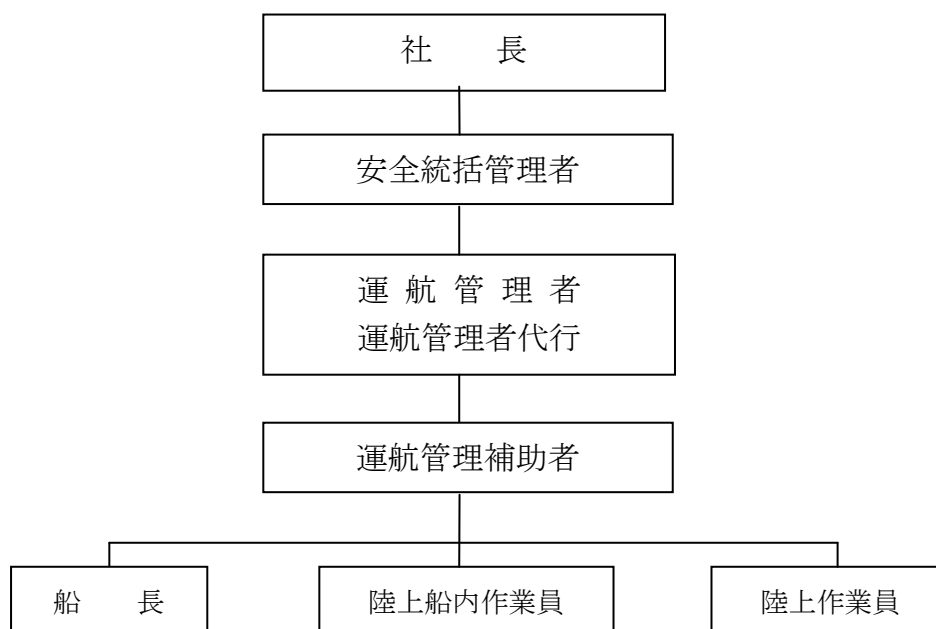 社　　長
安全統括管理者
運 航 管 理 者
運航管理者代行
運航管理補助者
船　　長
陸上船内作業員
陸上作業員